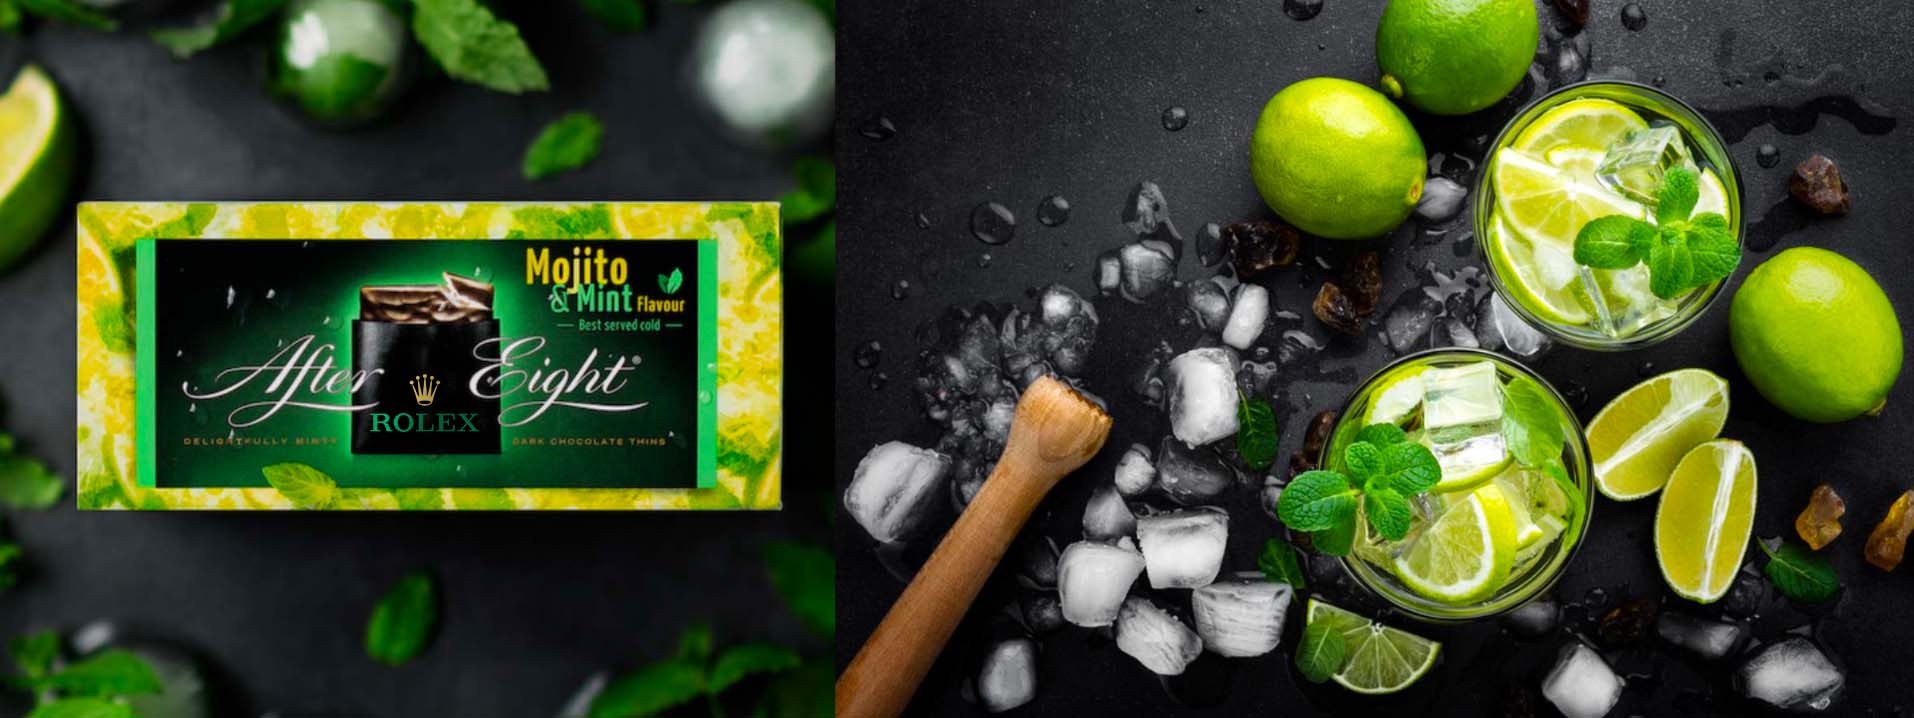 Mojito
& Mint Flavour
Best served cold
After Eight®
ROLEX
DELIGHTFULLY MINTY DARK CHOCOLATE THINS